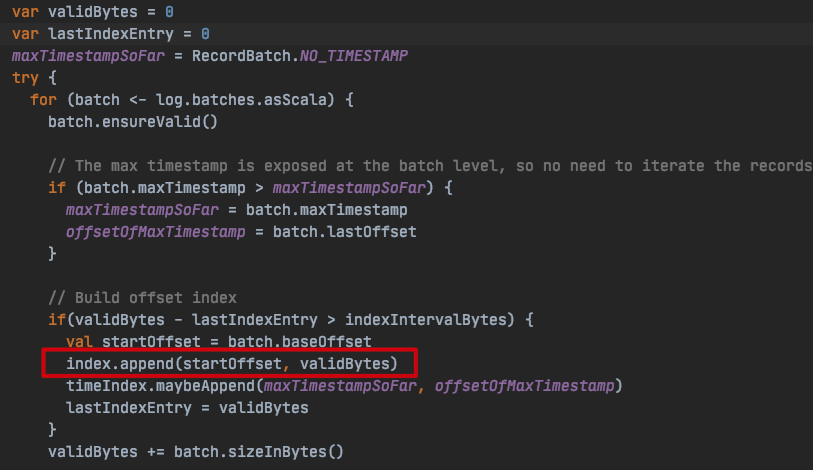 var validBytes = 0
var lastIndexEntry = 0
maxTimestampSoFar = RecordBatch.NO_TIMESTAMP
try {
  for (batch <- log.batches.asScala) {
    batch.ensureValid()

    // The max timestamp is exposed at the batch level, so no need to iterate the records
    if (batch.maxTimestamp > maxTimestampSoFar) {
      maxTimestampSoFar = batch.maxTimestamp
      offsetOfMaxTimestamp = batch.lastOffset
    }

    // Build offset index
    if(validBytes - lastIndexEntry > indexIntervalBytes) {
      val startOffset = batch.baseOffset
      index.append(startOffset, validBytes)
      timeIndex.maybeAppend(maxTimestampSoFar, offsetOfMaxTimestamp)
      lastIndexEntry = validBytes
    }
    validBytes += batch.sizeInBytes()